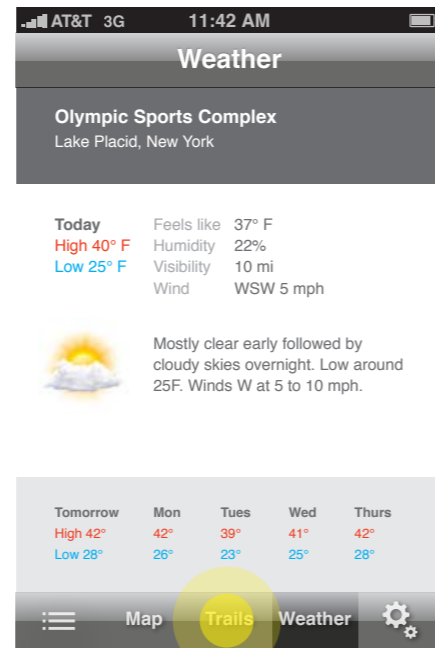 AT&T 3G 11:42 AM
Weather
Olympic Sports Complex
Lake Placid, New York
Today Feels like 37° F
High 40° F Humidity 22%
Low 25° F Visibility 10 mi
Wind WSW 5 mph
Mostly clear early followed by
cloudy skies overnight. Low around
25F. Winds W at 5 to 10 mph.
Tomorrow Mon Tues Wed Thurs
High 42° 42° 39° 41° 42°
Low 28° 26° 23° 25° 28°
Map Trails Weather